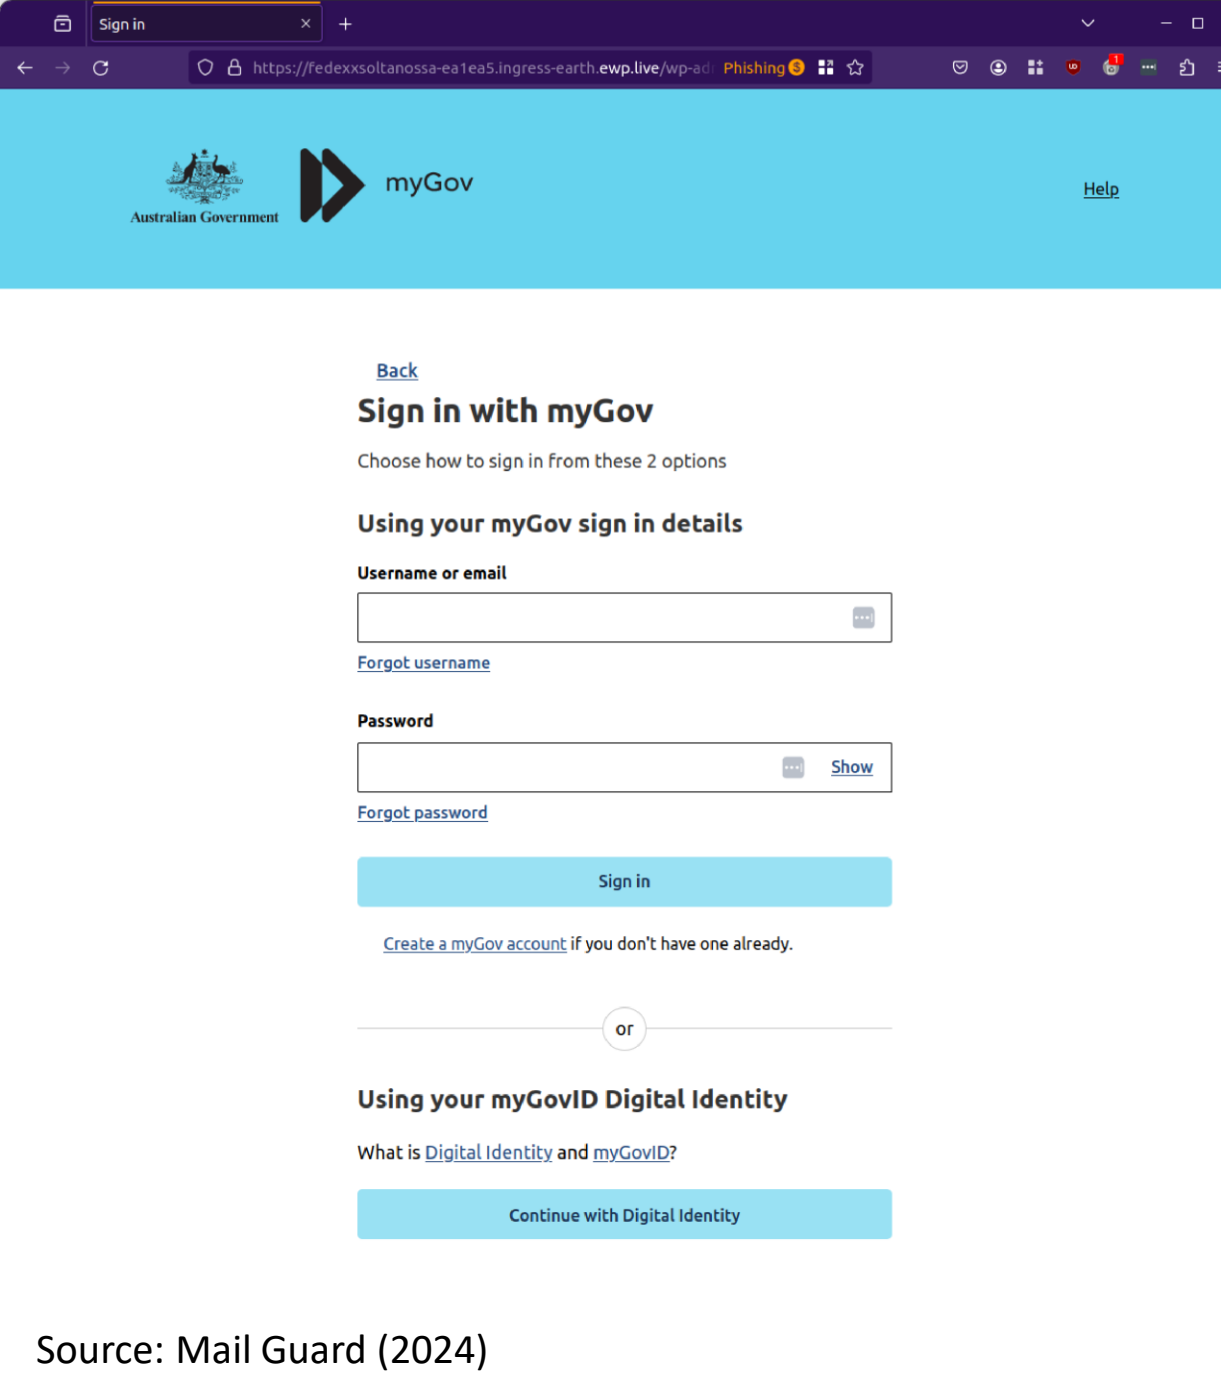 Sign in
https://fedexxsoltanossa-ea1ea5.ingress-earth.ewp.live/wp-ad Phishing
Australian Government
myGov
Help
Back
Sign in with myGov
Choose how to sign in from these 2 options
Using your myGov sign in details
Username or email
Forgot username
Password
Show
Forgot password
Sign in
Create a myGov account if you don't have one already.
or
Using your myGovID Digital Identity
What is Digital Identity and myGovID?
Continue with Digital Identity
Source: Mail Guard (2024)